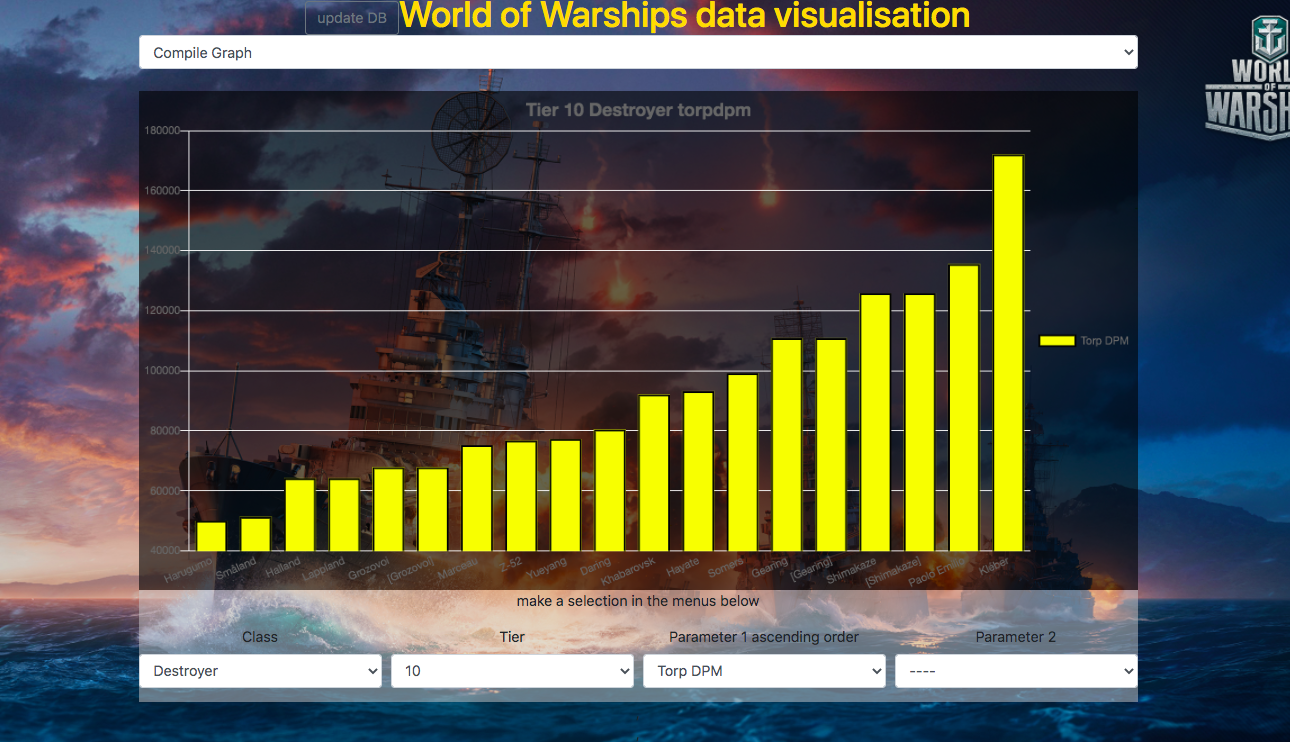 update DB
World of Warships data visualisation
Compile Graph
WORL
OF
WARSH
Tier 10 Destroyer torpdpm
180000
160000
140000
120000
100000
80000
60000
40000
Torp DPM
Harugumo
Småland
Halland
Lappland
Grozovoi
[Grozovoi]
Marceau
Z-52
Yueyang
Daring
Khabarovsk
Hayate
Somers
Gearing
[Gearing]
Shimakaze
[Shimakaze]
Paolo Emilio
Kléber
make a selection in the menus below
Class
Tier
Parameter 1 ascending order
Parameter 2
Destroyer
10
Torp DPM
----